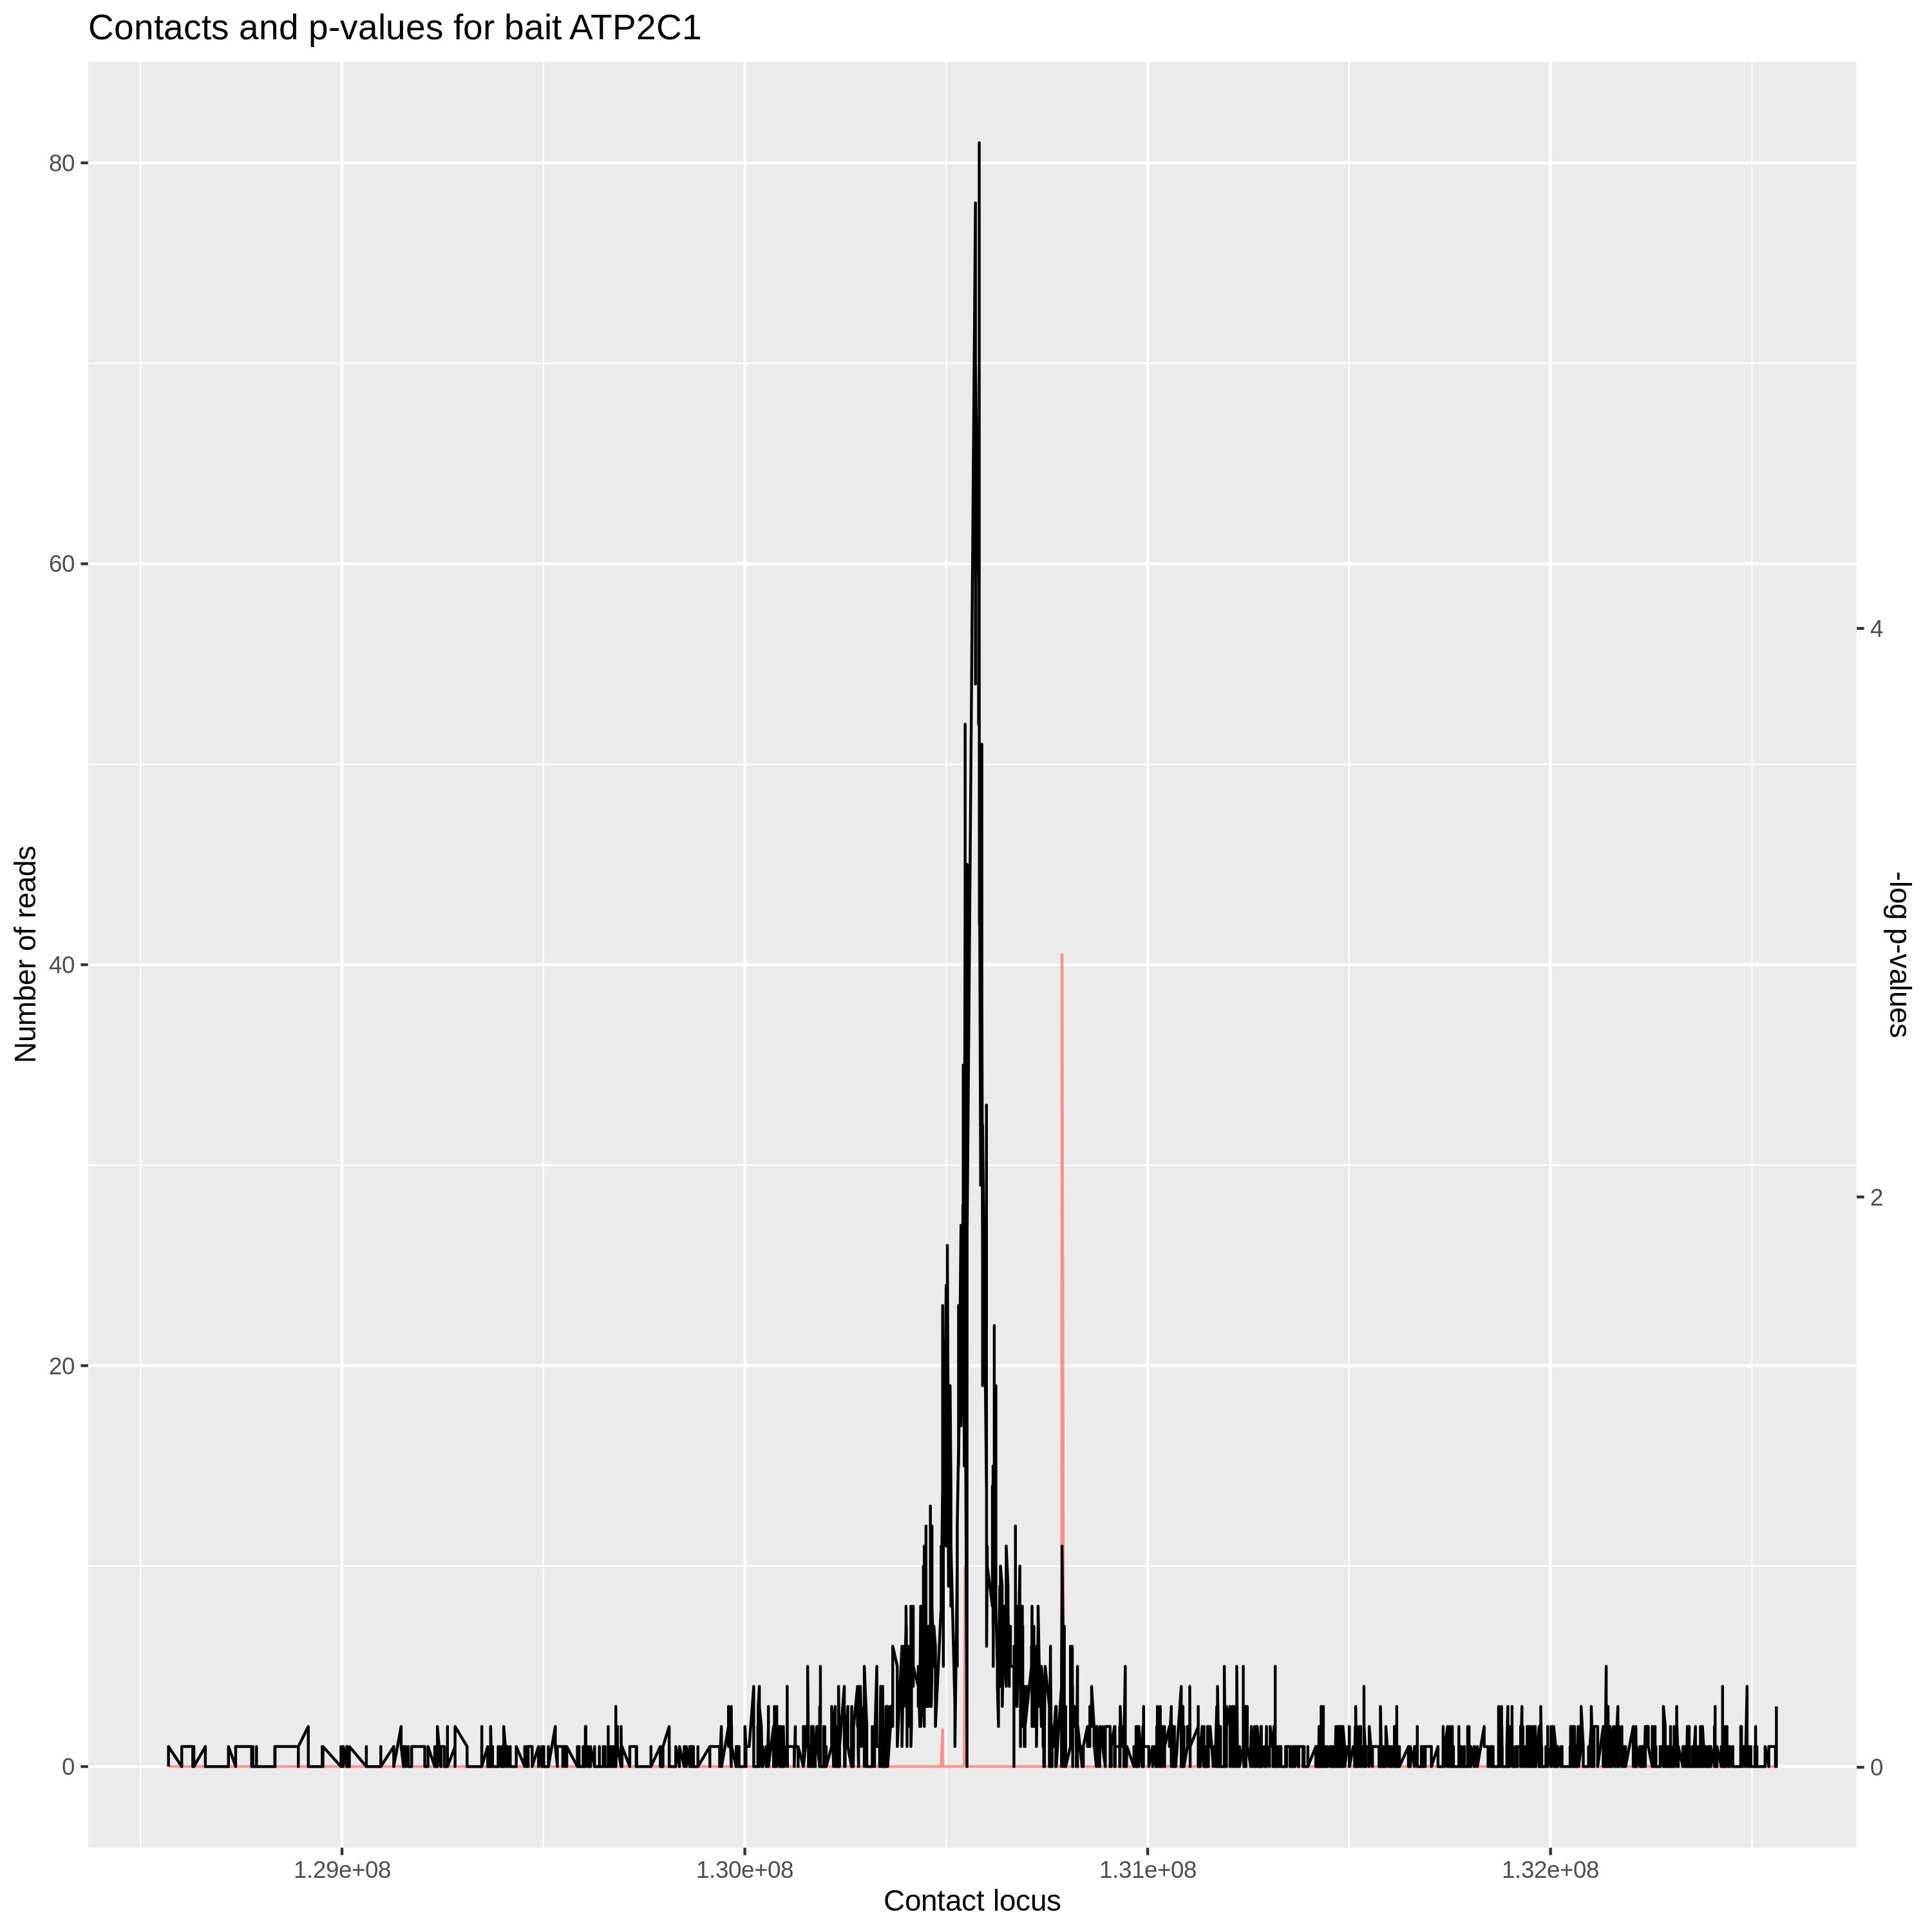 Contacts and p-values for bait ATP2C1
80
60
40
20
0
Number of reads
4
2
0
-log p-values
1.29e+08
1.30e+08
1.31e+08
1.32e+08
Contact locus